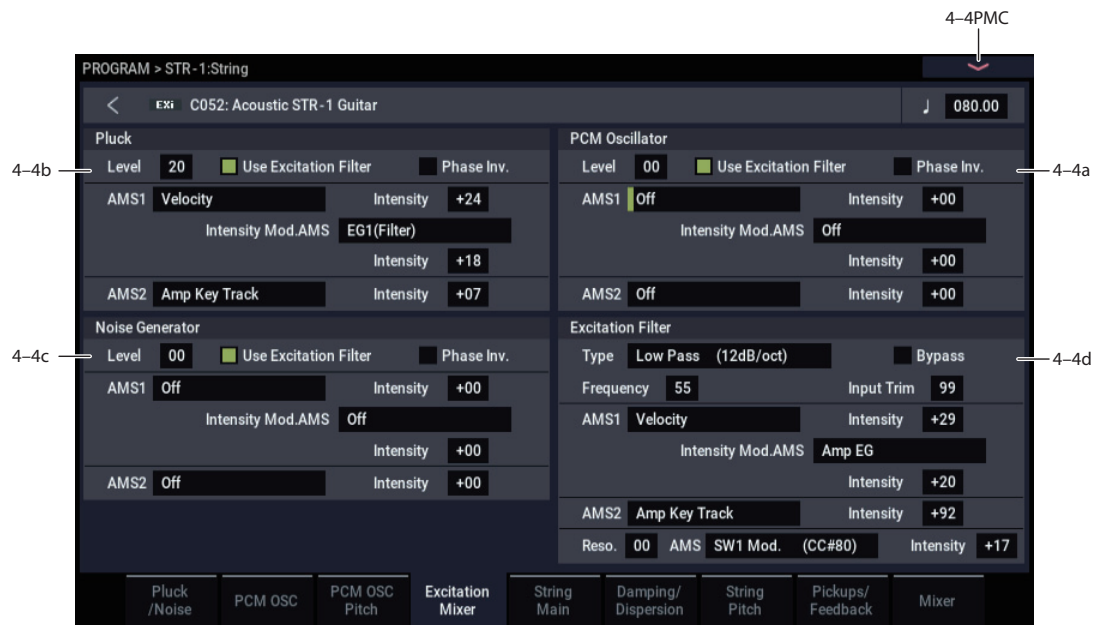 4–4PMC
PROGRAM > STR-1:String
EXi C052: Acoustic STR-1 Guitar ♩ 080.00
Pluck
4–4b Level 20 Use Excitation Filter Phase Inv.
AMS1 Velocity Intensity +24
Intensity Mod.AMS EG1(Filter)
Intensity +18
AMS2 Amp Key Track Intensity +07
PCM Oscillator
Level 00 Use Excitation Filter Phase Inv. 4–4a
AMS1 Off Intensity +00
Intensity Mod.AMS Off
Intensity +00
AMS2 Off Intensity +00
Noise Generator
4–4c Level 00 Use Excitation Filter Phase Inv.
AMS1 Off Intensity +00
Intensity Mod.AMS Off
Intensity +00
AMS2 Off Intensity +00
Excitation Filter
Type Low Pass (12dB/oct) Bypass 4–4d
Frequency 55 Input Trim 99
AMS1 Velocity Intensity +29
Intensity Mod.AMS Amp EG
Intensity +20
AMS2 Amp Key Track Intensity +92
Reso. 00 AMS SW1 Mod. (CC#80) Intensity +17
Pluck
/Noise
PCM OSC
PCM OSC
Pitch
Excitation
Mixer
String
Main
Damping/
Dispersion
String
Pitch
Pickups/
Feedback
Mixer